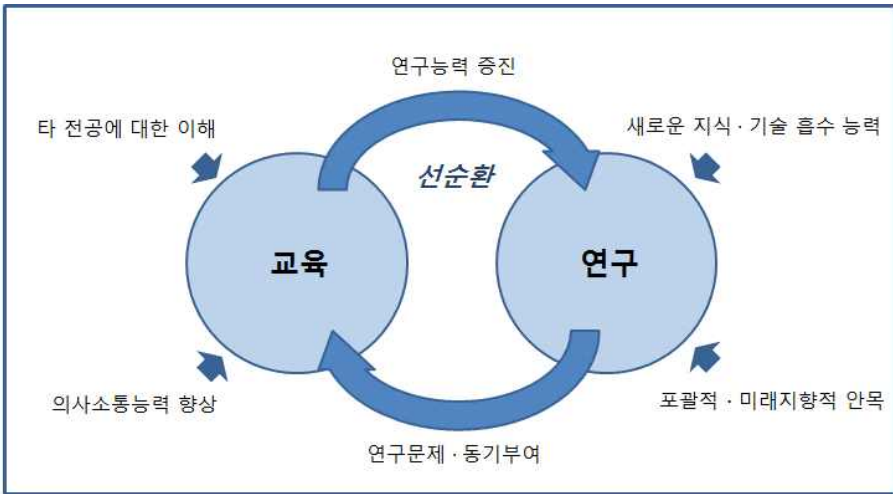 연구능력 증진
타 전공에 대한 이해
새로운 지식 · 기술 흡수 능력
선순환
교육
연구
의사소통능력 향상
포괄적 · 미래지향적 안목
연구문제 · 동기부여